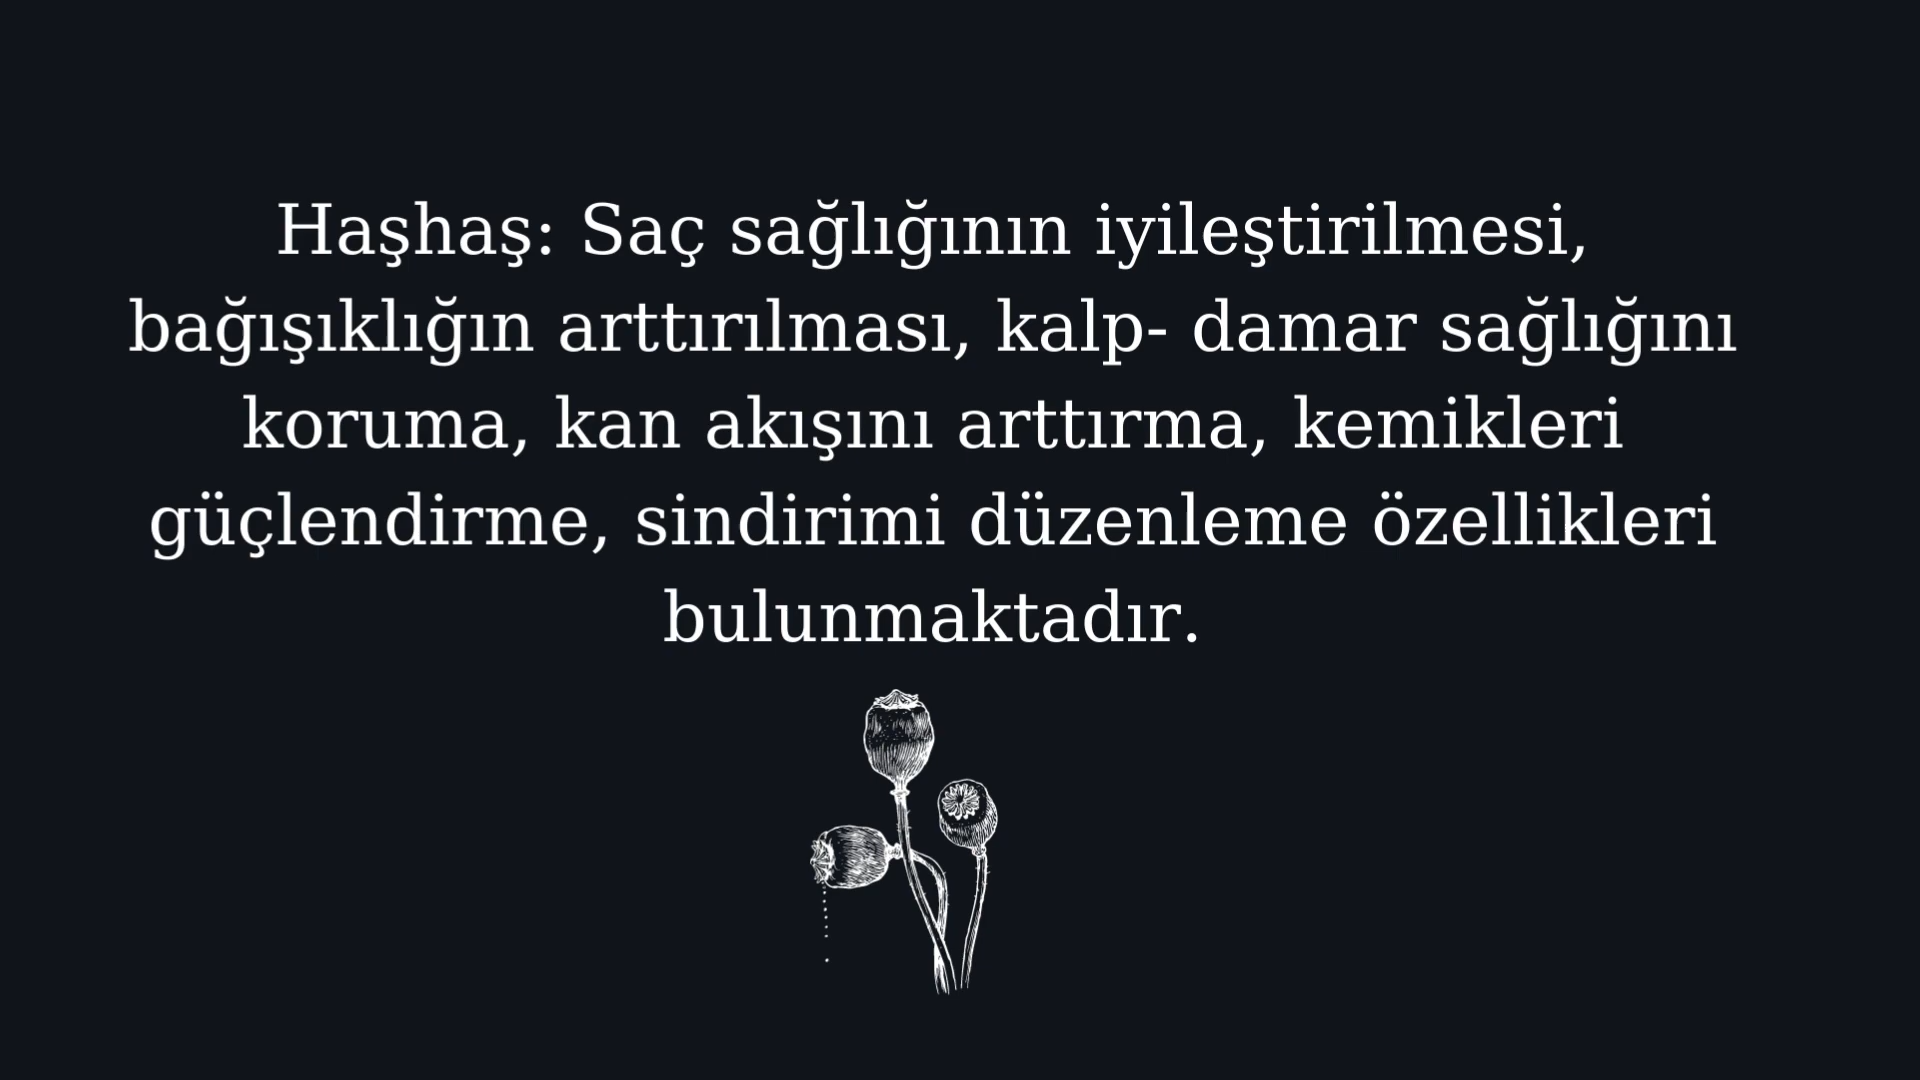 Haşhaş: Saç sağlığının iyileştirilmesi,
bağışıklığın arttırılması, kalp- damar sağlığını
koruma, kan akışını arttırma, kemikleri
güçlendirme, sindirimi düzenleme özellikleri
bulunmaktadır.